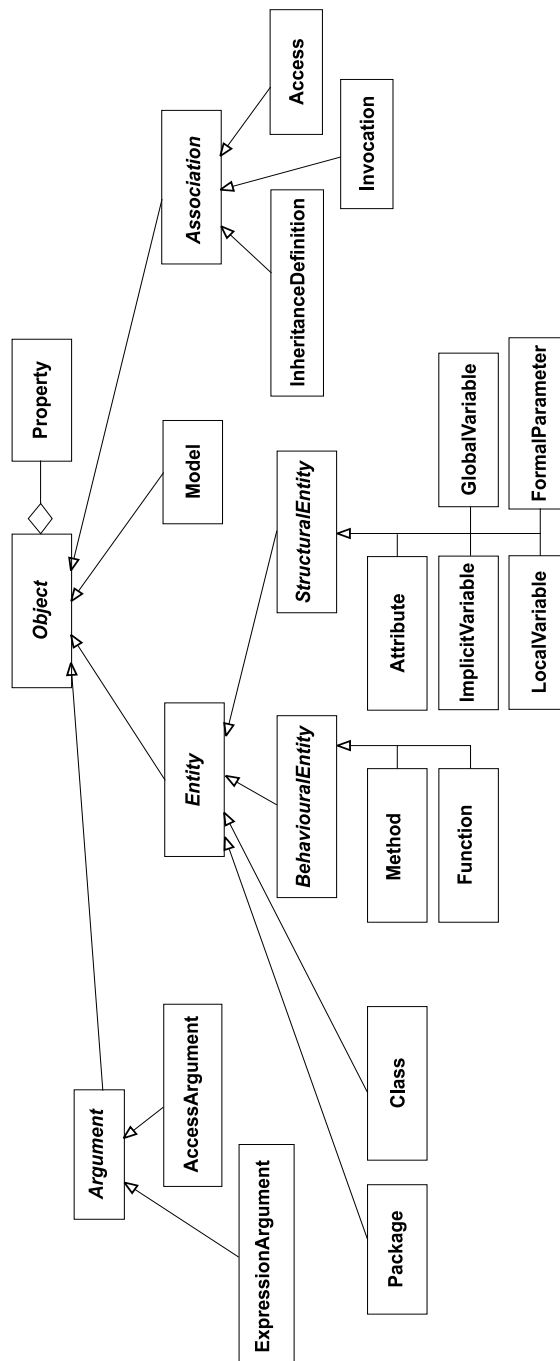 Object
Property
Argument
Entity
Model
Association
ExpressionArgument
AccessArgument
InheritanceDefinition
Invocation
Access
Package
Class
BehaviouralEntity
StructuralEntity
Method
Function
Attribute
ImplicitVariable
GlobalVariable
LocalVariable
FormalParameter